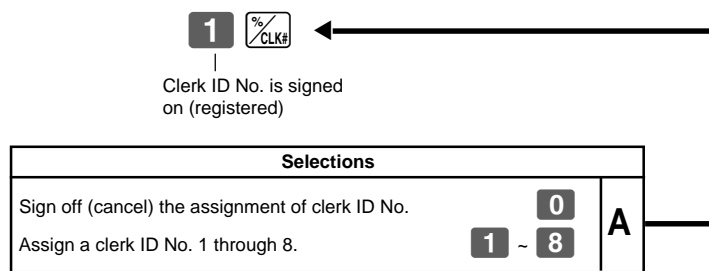 1 %/CLK#
Clerk ID No. is signed
on (registered)
Selections
Sign off (cancel) the assignment of clerk ID No. 0
Assign a clerk ID No. 1 through 8. 1 ~ 8
A